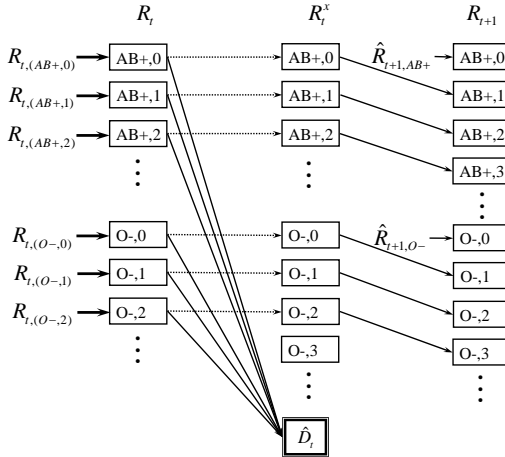 R_t R_t^x R_{t+1}
R_{t,(AB+,0)} AB+,0 AB+,0 R̂_{t+1,AB+} AB+,0
R_{t,(AB+,1)} AB+,1 AB+,1 AB+,1
R_{t,(AB+,2)} AB+,2 AB+,2 AB+,2
AB+,3
R_{t,(O-,0)} O-,0 O-,0 R̂_{t+1,O-} O-,0
R_{t,(O-,1)} O-,1 O-,1 O-,1
R_{t,(O-,2)} O-,2 O-,2 O-,2
O-,3 O-,3
D̂_t